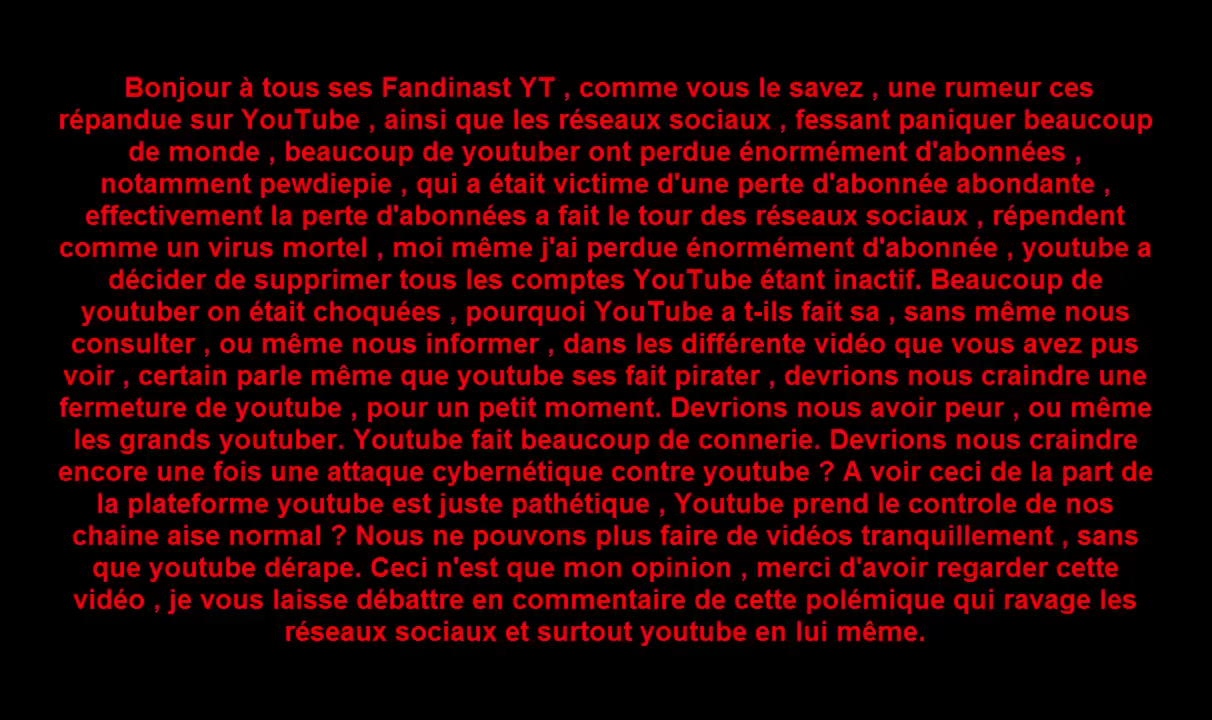 Bonjour à tous ses Fandinast YT , comme vous le savez , une rumeur ces
répandue sur YouTube , ainsi que les réseaux sociaux , fessant paniquer beaucoup
de monde , beaucoup de youtuber ont perdue énormément d'abonnées ,
notamment pewdiepie , qui a était victime d'une perte d'abonnée abondante ,
effectivement la perte d'abonnées a fait le tour des réseaux sociaux , répendent
comme un virus mortel , moi même j'ai perdue énormément d'abonnée , youtube a
décider de supprimer tous les comptes YouTube étant inactif. Beaucoup de
youtuber on était choquées , pourquoi YouTube a t-ils fait sa , sans même nous
consulter , ou même nous informer , dans les différente vidéo que vous avez pus
voir , certain parle même que youtube ses fait pirater , devrions nous craindre une
fermeture de youtube , pour un petit moment. Devrions nous avoir peur , ou même
les grands youtuber. Youtube fait beaucoup de connerie. Devrions nous craindre
encore une fois une attaque cybernétique contre youtube ? A voir ceci de la part de
la plateforme youtube est juste pathétique , Youtube prend le controle de nos
chaine aise normal ? Nous ne pouvons plus faire de vidéos tranquillement , sans
que youtube dérape. Ceci n'est que mon opinion , merci d'avoir regarder cette
vidéo , je vous laisse débattre en commentaire de cette polémique qui ravage les
réseaux sociaux et surtout youtube en lui même.